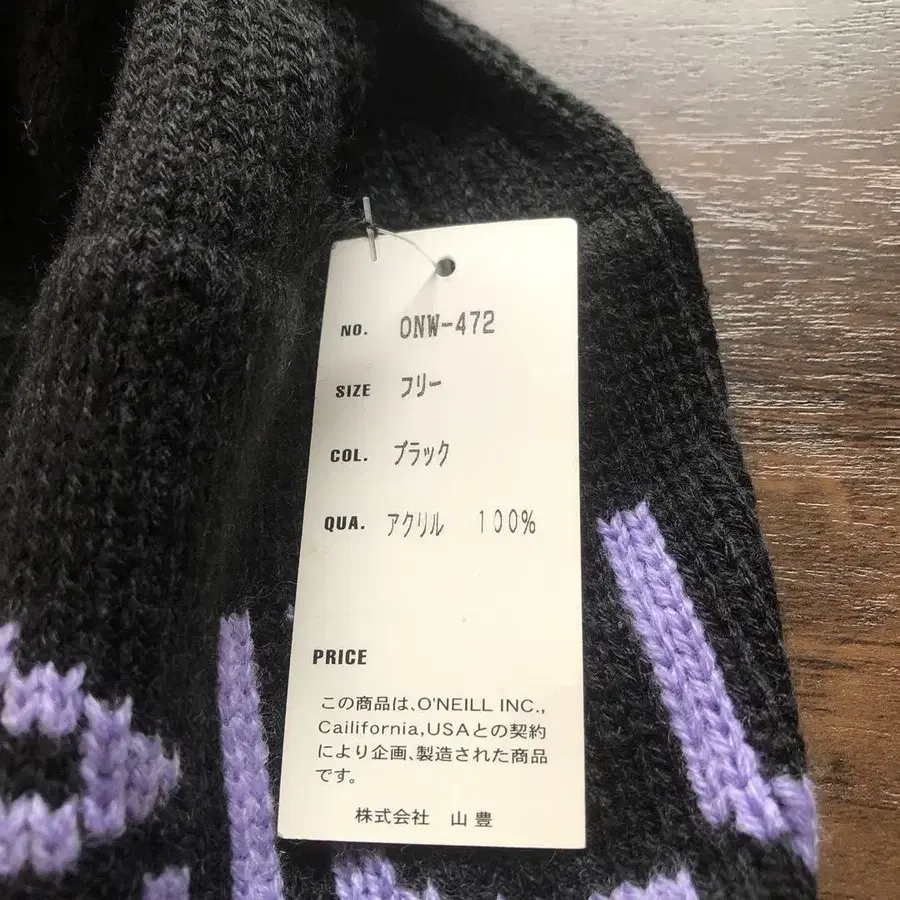 NO. ONW-472
SIZE フリー
COL. ブラック
QUA. アクリル 100%
PRICE
この商品は、O'NEILL INC.,
Cailifornia,USAとの契約
により企画、製造された商品
です。
株式会社 山豊